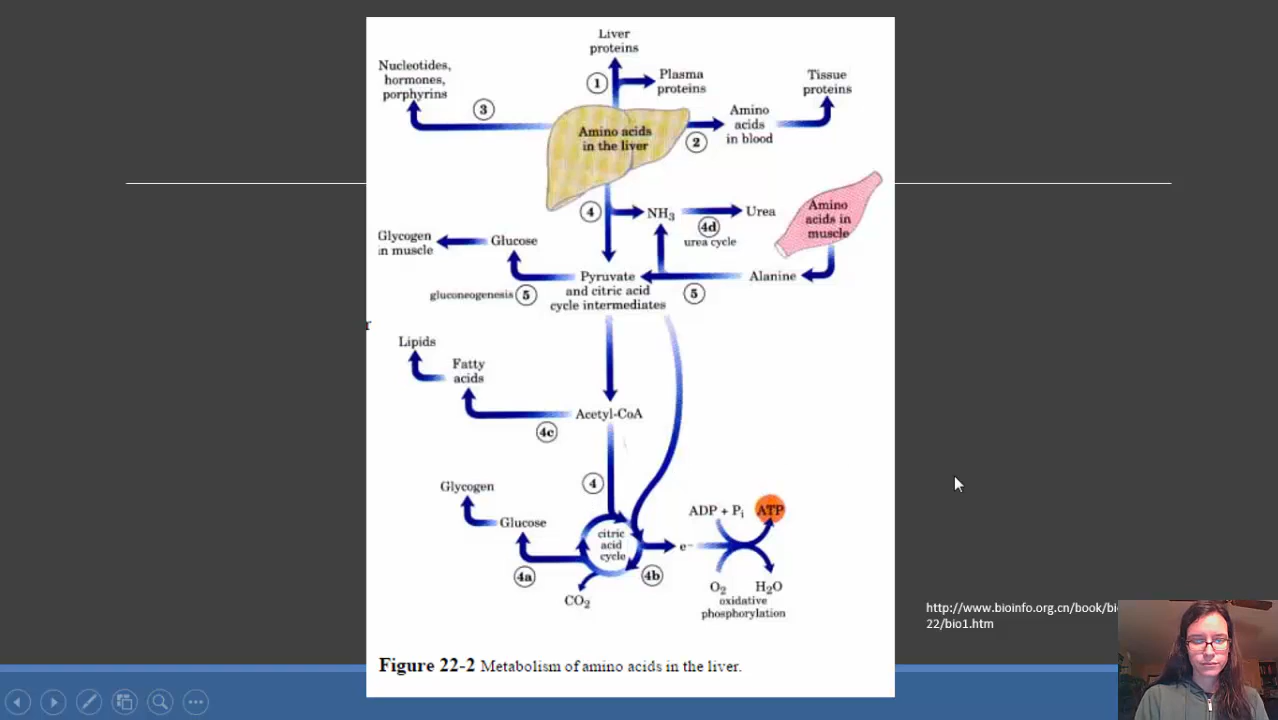 Liver
proteins
Nucleotides,
hormones,
porphyrins
1
Plasma
proteins
Tissue
proteins
3
Amino acids
in the liver
2
Amino
acids
in blood
4
NH3
4d
urea cycle
Urea
Amino
acids in
muscle
Glycogen
in muscle
Glucose
gluconeogenesis 5
Pyruvate
and citric acid
cycle intermediates
5
Alanine
r
Lipids
Fatty
acids
Acetyl-CoA
4c
4
Glycogen
Glucose
4a
citric
acid
cycle
CO2
4b
e−
ADP + Pi
ATP
O2
H2O
oxidative
phosphorylation
http://www.bioinfo.org.cn/book/bi
22/bio1.htm
Figure 22-2 Metabolism of amino acids in the liver.